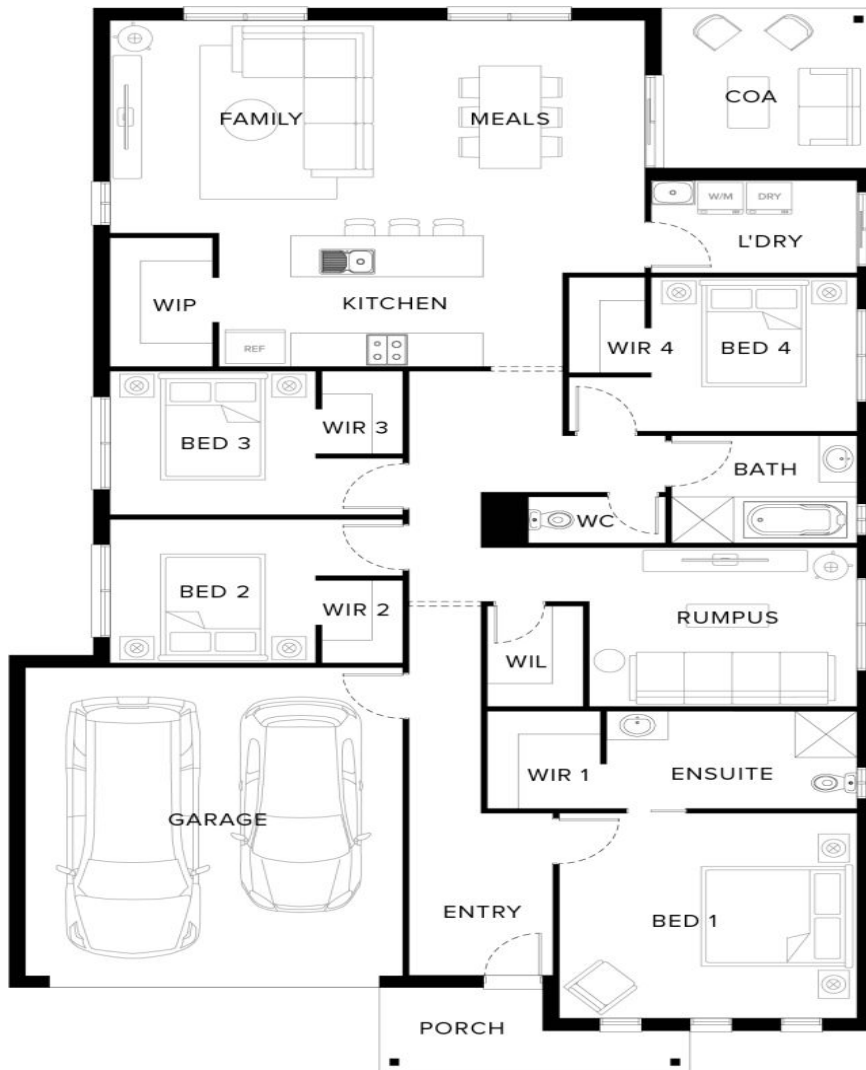 COA
FAMILY
MEALS
W/M
DRY
L'DRY
WIP
KITCHEN
REF
WIR 4
BED 4
BED 3
WIR 3
BATH
WC
BED 2
WIR 2
RUMPUS
WIL
WIR 1
ENSUITE
GARAGE
ENTRY
BED 1
PORCH